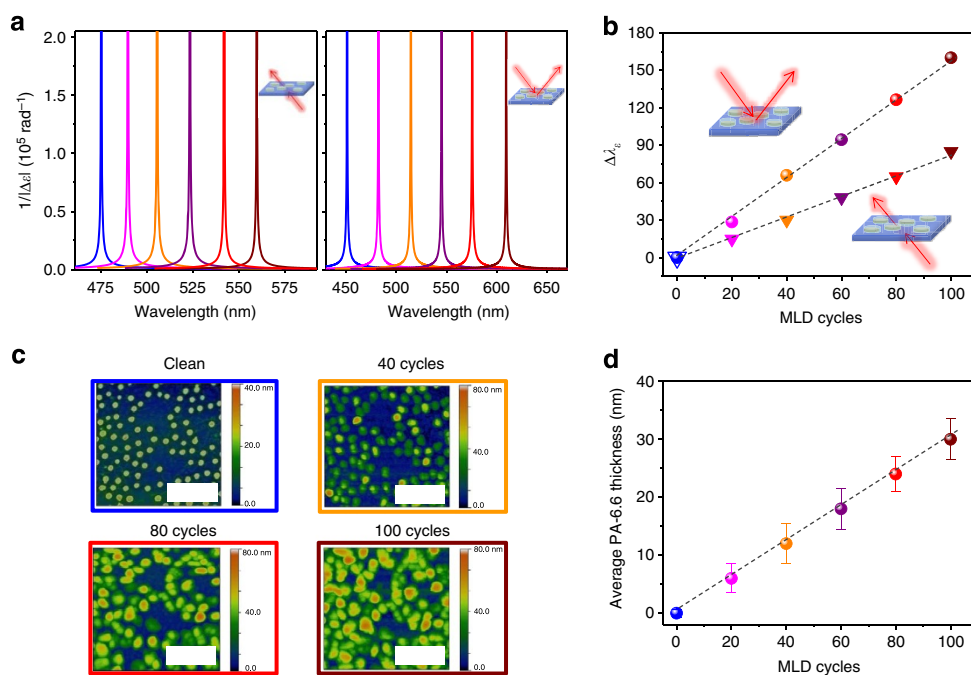 a
2.0
1.5
1.0
0.5
0.0
1/|Δε| (10⁵ rad⁻¹)
475 500 525 550 575
Wavelength (nm)
450 500 550 600 650
Wavelength (nm)
b
180
150
120
90
60
30
0
Δλε
0 20 40 60 80 100
MLD cycles
c
Clean
40.0 nm
20.0
0.0
40 cycles
80.0 nm
40.0
0.0
80 cycles
80.0 nm
40.0
0.0
100 cycles
80.0 nm
40.0
0.0
d
40
30
20
10
0
Average PA-6.6 thickness (nm)
0 20 40 60 80 100
MLD cycles